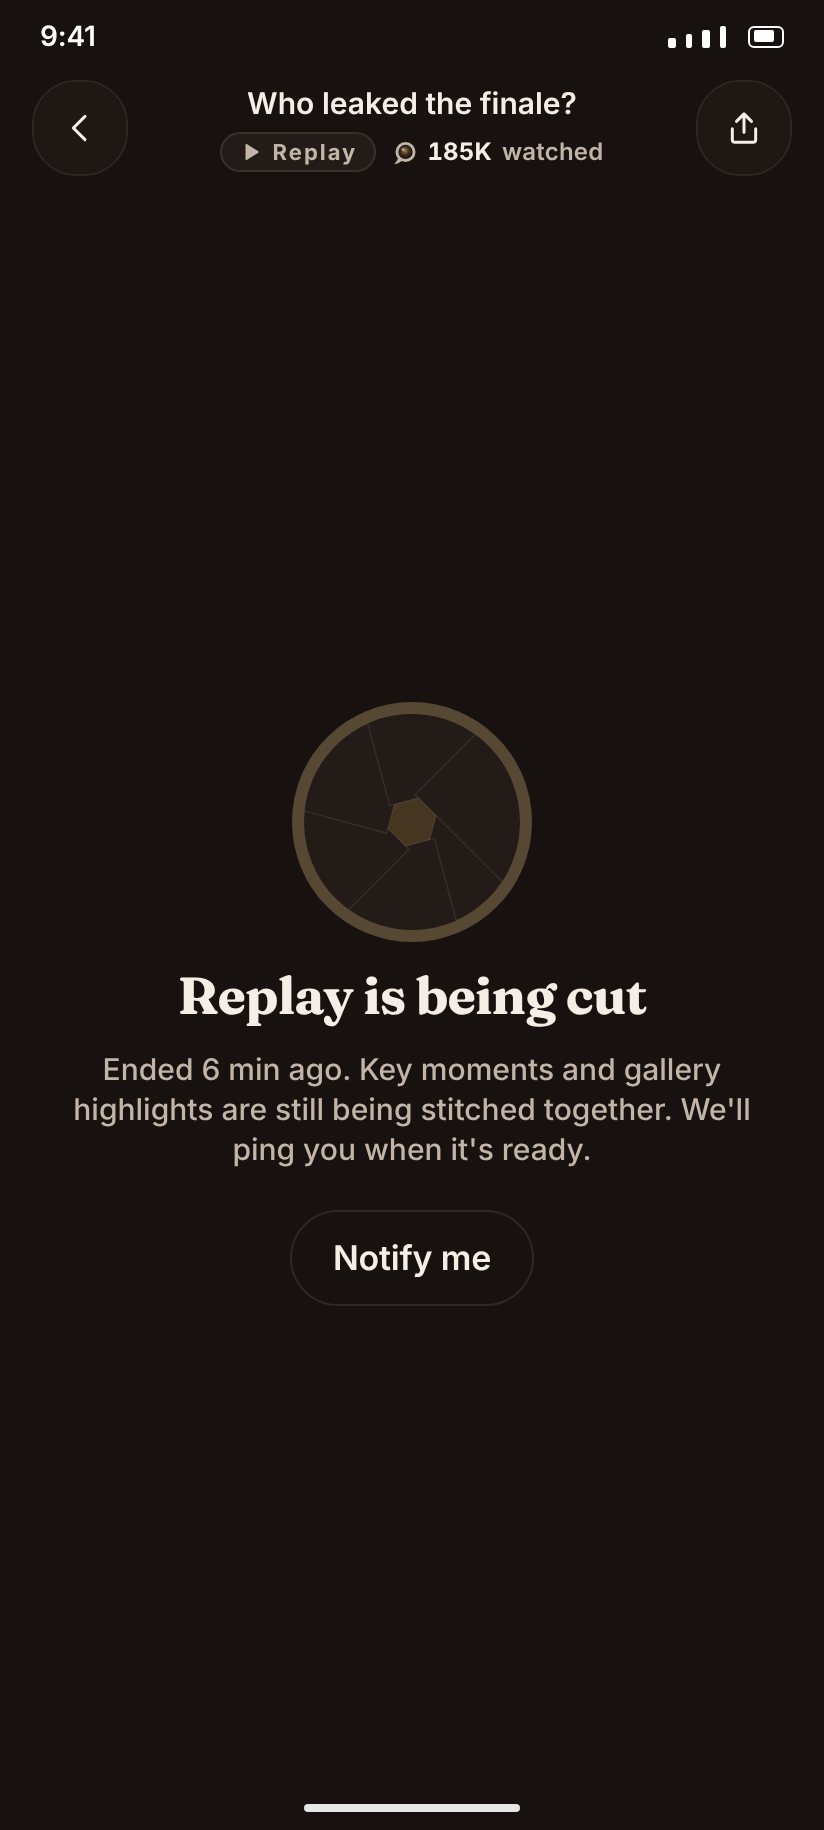 9:41
Who leaked the finale?
Replay 185K watched
Replay is being cut
Ended 6 min ago. Key moments and gallery
highlights are still being stitched together. We'll
ping you when it's ready.
Notify me